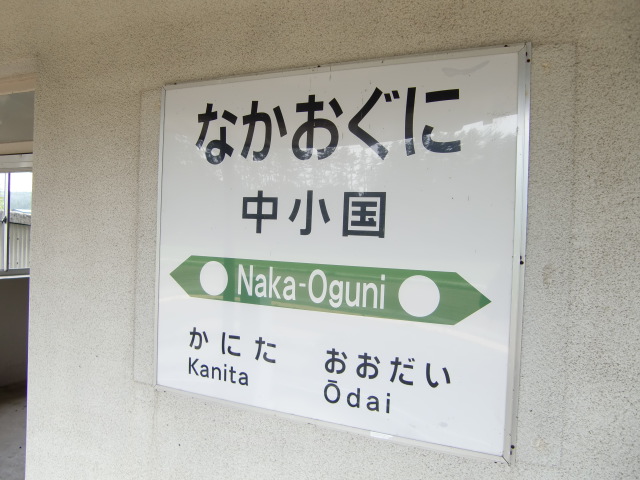 なかおぐに
中小国
Naka-Oguni
かにた おおだい
Kanita Ōdai